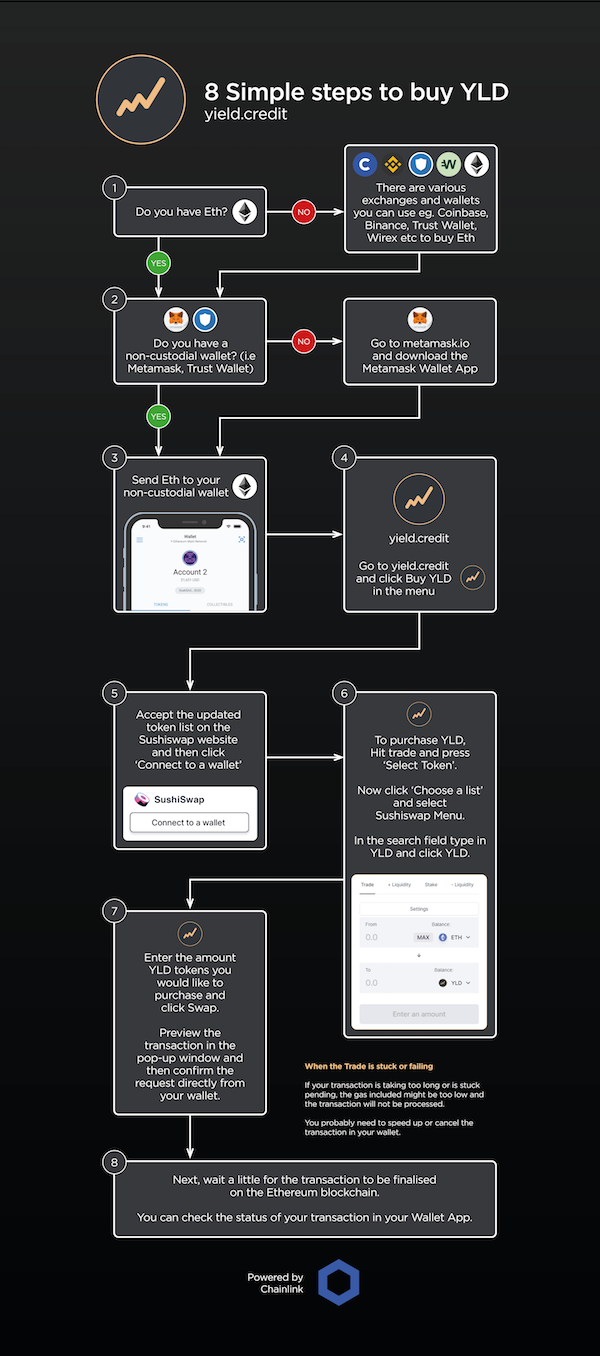 8 Simple steps to buy YLD
yield.credit
1
Do you have Eth?
NO
There are various
exchanges and wallets
you can use eg. Coinbase,
Binance, Trust Wallet,
Wirex etc to buy Eth
YES
2
Do you have a
non-custodial wallet? (i.e
Metamask, Trust Wallet)
NO
Go to metamask.io
and download the
Metamask Wallet App
YES
3
Send Eth to your
non-custodial wallet
9:41
Wallet
Account 2
TOKENS
COLLECTIBLES
4
yield.credit
Go to yield.credit
and click Buy YLD
in the menu
5
Accept the updated
token list on the
Sushiswap website
and then click
'Connect to a wallet'
SushiSwap
Connect to a wallet
6
To purchase YLD,
Hit trade and press
'Select Token'.
Now click 'Choose a list'
and select
Sushiswap Menu.
In the search field type in
YLD and click YLD.
Trade + Liquidity Stake - Liquidity
Settings
From Balance
0.0 MAX ETH
To Balance
0.0 YLD
Enter an amount
7
Enter the amount
YLD tokens you
would like to
purchase and
click Swap.
Preview the
transaction in the
pop-up window and
then confirm the
request directly from
your wallet.
When the Trade is stuck or failing
If your transaction is taking too long or is stuck
pending, the gas included might be too low and
the transaction will not be processed.
You probably need to speed up or cancel the
transaction in your wallet.
8
Next, wait a little for the transaction to be finalised
on the Ethereum blockchain.
You can check the status of your transaction in your Wallet App.
Powered by
Chainlink